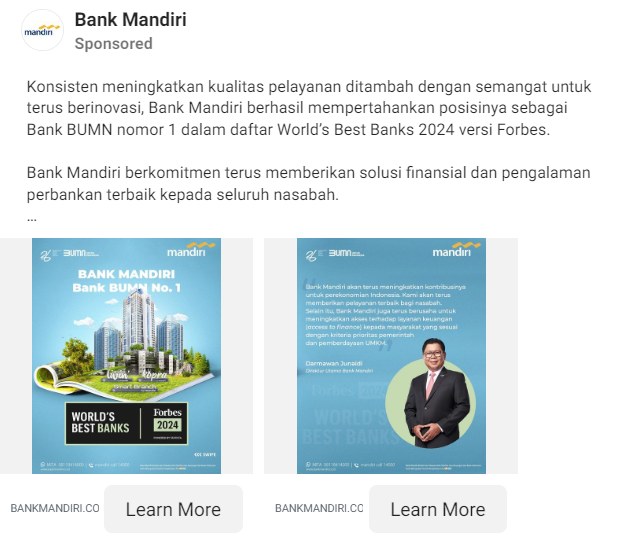 Bank Mandiri
Sponsored
mandiri
Konsisten meningkatkan kualitas pelayanan ditambah dengan semangat untuk
terus berinovasi, Bank Mandiri berhasil mempertahankan posisinya sebagai
Bank BUMN nomor 1 dalam daftar World's Best Banks 2024 versi Forbes.
Bank Mandiri berkomitmen terus memberikan solusi finansial dan pengalaman
perbankan terbaik kepada seluruh nasabah.
...
BUMN
mandiri
BANK MANDIRI
Bank BUMN No. 1
livin'
kopra
Smart Branch
WORLD'S
BEST BANKS
Forbes
2024
BUMN
mandiri
Bank Mandiri akan terus meningkatkan kontribusinya
untuk perekonomian Indonesia. Kami akan terus
memberikan pelayanan terbaik bagi nasabah.
Selain itu, Bank Mandiri juga terus berusaha untuk
meningkatkan akses terhadap layanan keuangan
(access to finance) kepada masyarakat yang sesuai
dengan kriteria prioritas pemerintah
dan pemberdayaan UMKM.
Darmawan Junaidi
Direktur Utama Bank Mandiri
Forbes
2024
WORLD'S
BEST BANKS
BANKMANDIRI.CO
Learn More
BANKMANDIRI.CO
Learn More